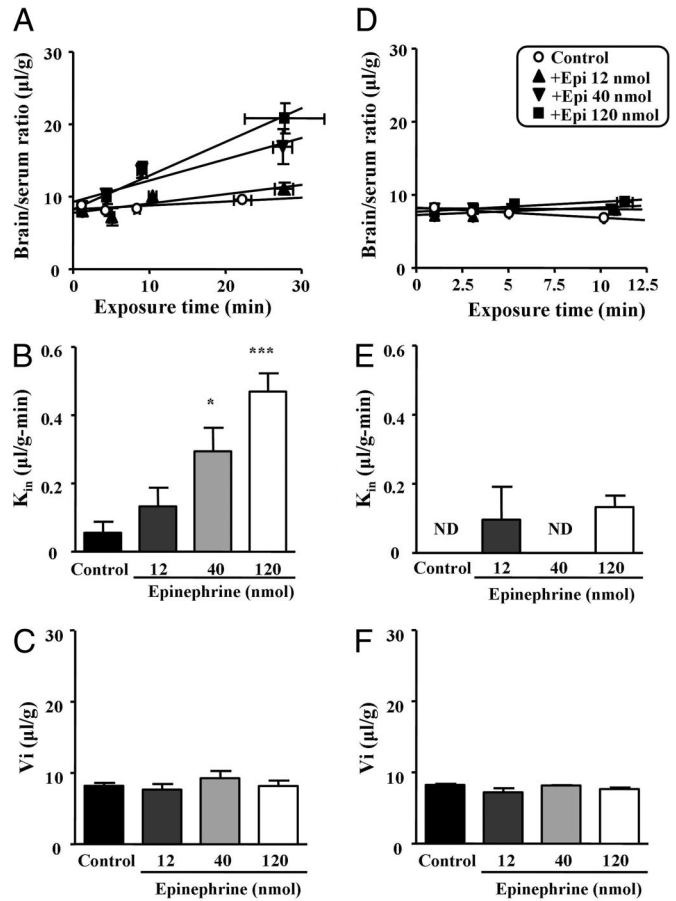 A
Brain/serum ratio (µl/g)
30
20
10
0
0 10 20 30
Exposure time (min)
D
Brain/serum ratio (µl/g)
30
20
10
0
0 2.5 5.0 7.5 10 12.5
Exposure time (min)
Control
+Epi 12 nmol
+Epi 40 nmol
+Epi 120 nmol
B
Kin (µl/g-min)
0.6
0.4
0.2
0
*
***
Control 12 40 120
Epinephrine (nmol)
E
Kin (µl/g-min)
0.6
0.4
0.2
0
ND ND
Control 12 40 120
Epinephrine (nmol)
C
Vi (µl/g)
30
20
10
0
Control 12 40 120
Epinephrine (nmol)
F
Vi (µl/g)
30
20
10
0
Control 12 40 120
Epinephrine (nmol)